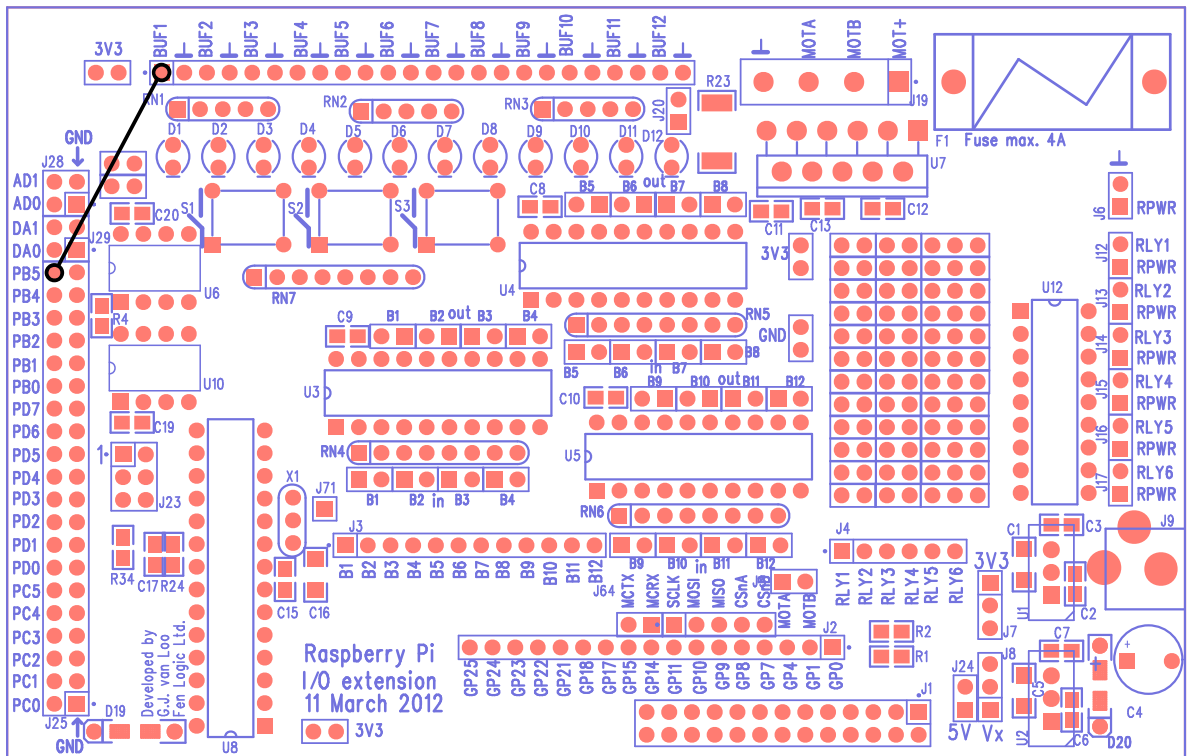 3V3
BUF1
BUF2
BUF3
BUF4
BUF5
BUF6
BUF7
BUF8
BUF9
BUF10
BUF11
BUF12
MOTA
MOTB
MOT+
R23
J20
J19
F1
Fuse max. 4A
RN1
RN2
RN3
D1
D2
D3
D4
D5
D6
D7
D8
D9
D10
D11
D12
U7
GND
J28
AD1
AD0
DA1
DA0
PB5
PB4
PB3
PB2
PB1
PB0
PD7
PD6
PD5
PD4
PD3
PD2
PD1
PD0
PC5
PC4
PC3
PC2
PC1
PC0
J25
GND
J29
C20
S1
S2
S3
C8
B5
B6
out
B7
B8
C11
C13
C12
J6
RPWR
3V3
U6
R4
RN7
U4
RN5
GND
C9
B1
B2
out
B3
B4
B5
B6
in
B7
B8
U12
J12
RLY1
RPWR
J13
RLY2
RPWR
J14
RLY3
RPWR
J15
RLY4
RPWR
J16
RLY5
RPWR
J17
RLY6
RPWR
U10
C19
U3
C10
B9
B10
out
B11
B12
RN4
U5
B1
B2
in
B3
B4
1
J23
X1
J71
RN6
J3
B1
B2
B3
B4
B5
B6
B7
B8
B9
B10
B11
B12
B9
B10
in
B11
B12
J4
RLY1
RLY2
RLY3
RLY4
RLY5
RLY6
C1
C3
J9
R34
C17
R24
C15
C16
J64
MCTX
MCRX
SCLK
MOSI
MISO
CSnA
MOTA
MOTB
3V3
U1
C2
J7
J2
GP25
GP24
GP23
GP22
GP21
GP18
GP17
GP15
GP14
GP11
GP10
GP9
GP8
GP7
GP4
GP1
GP0
R2
R1
C7
J24
J8
C5
+
C4
5V Vx
U2
C6
D20
J1
Developed by
G.J. van Loo
Fen Logic Ltd.
D19
U8
Raspberry Pi
I/O extension
11 March 2012
3V3